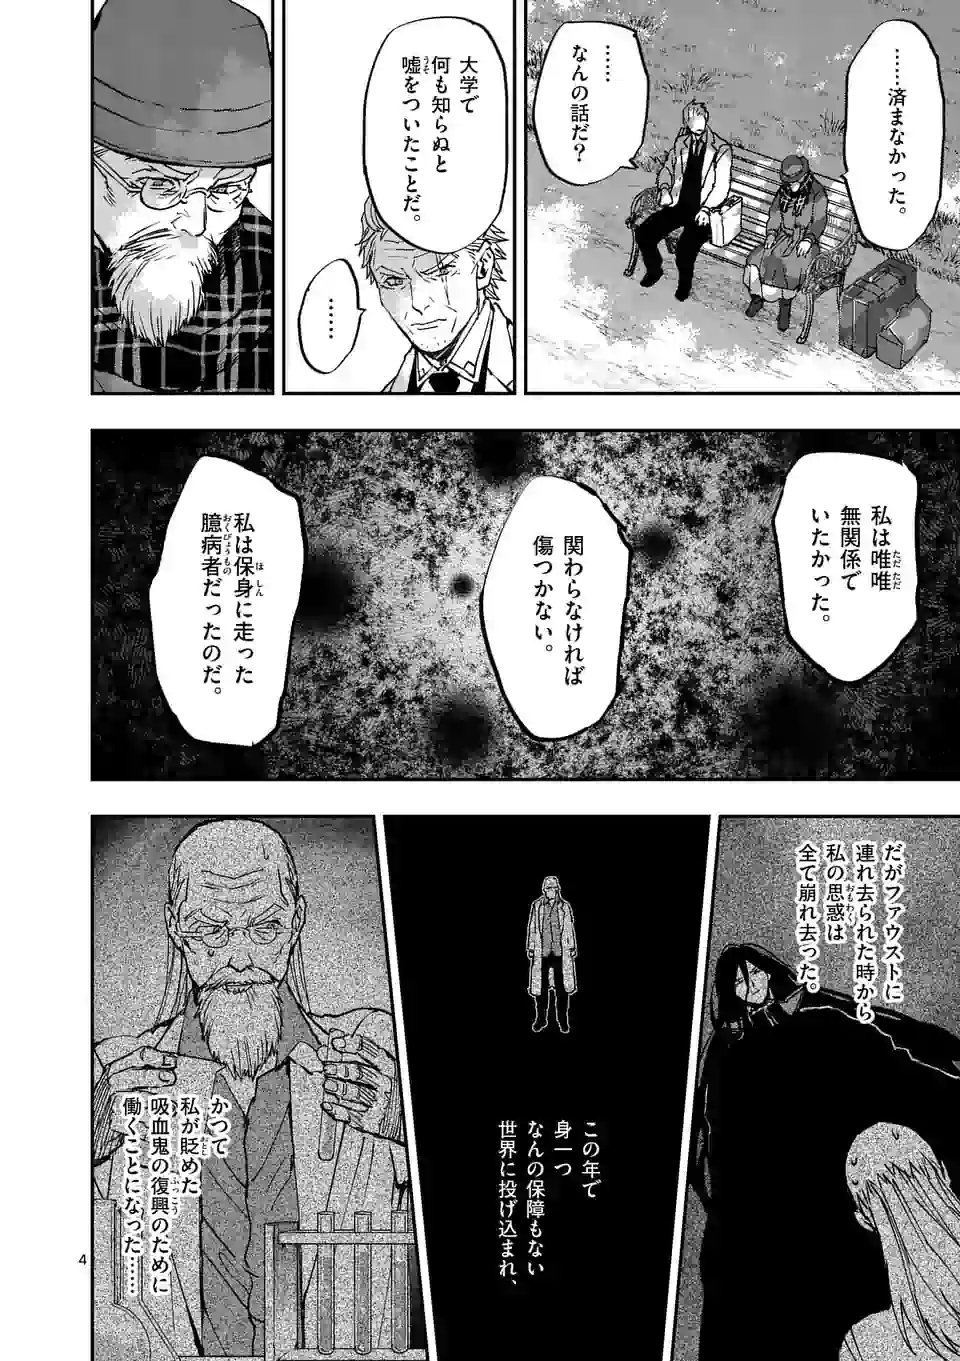 ……済まなかった。
……
なんの話だ？
大学で
何も知らぬと
嘘をついたことだ。
……
私は唯唯
無関係で
いたかった。
関わらなければ
傷つかない。
私は保身に走った
臆病者だったのだ。
だがファウストに
連れ去られた時から
私の思惑は
全て崩れ去った。
この年で
身一つ
なんの保障もない
世界に投げ込まれ、
かつて
私が貶めた
吸血鬼の復興のために
働くことになった……
4